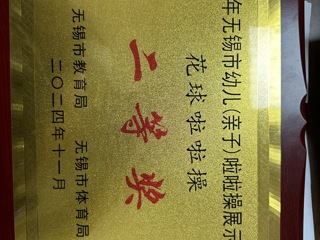 年无锡市幼儿(亲子)啦啦操展示
花球啦啦操
二等奖
无锡市教育局 无锡市体育局
二〇二四年十一月